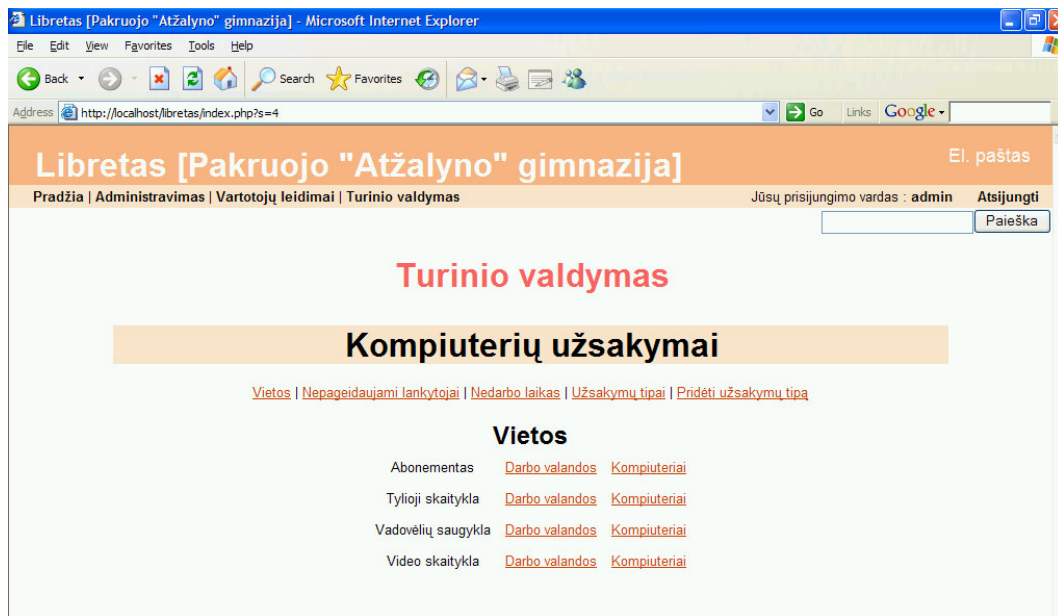 Libretas [Pakruojo "Atžalyno" gimnazija] - Microsoft Internet Explorer
File Edit View Favorites Tools Help
Back Search Favorites
Address http://localhost/libretas/index.php?s=4 Go Links Google
Libretas [Pakruojo "Atžalyno" gimnazija] El. paštas
Pradžia | Administravimas | Vartotojų leidimai | Turinio valdymas Jūsų prisijungimo vardas : admin Atsijungti
Paieška
Turinio valdymas
Kompiuterių užsakymai
Vietos | Nepageidaujami lankytojai | Nedarbo laikas | Užsakymų tipai | Pridėti užsakymų tipą
Vietos
Abonementas Darbo valandos Kompiuteriai
Tylioji skaitykla Darbo valandos Kompiuteriai
Vadovėlių saugykla Darbo valandos Kompiuteriai
Video skaitykla Darbo valandos Kompiuteriai